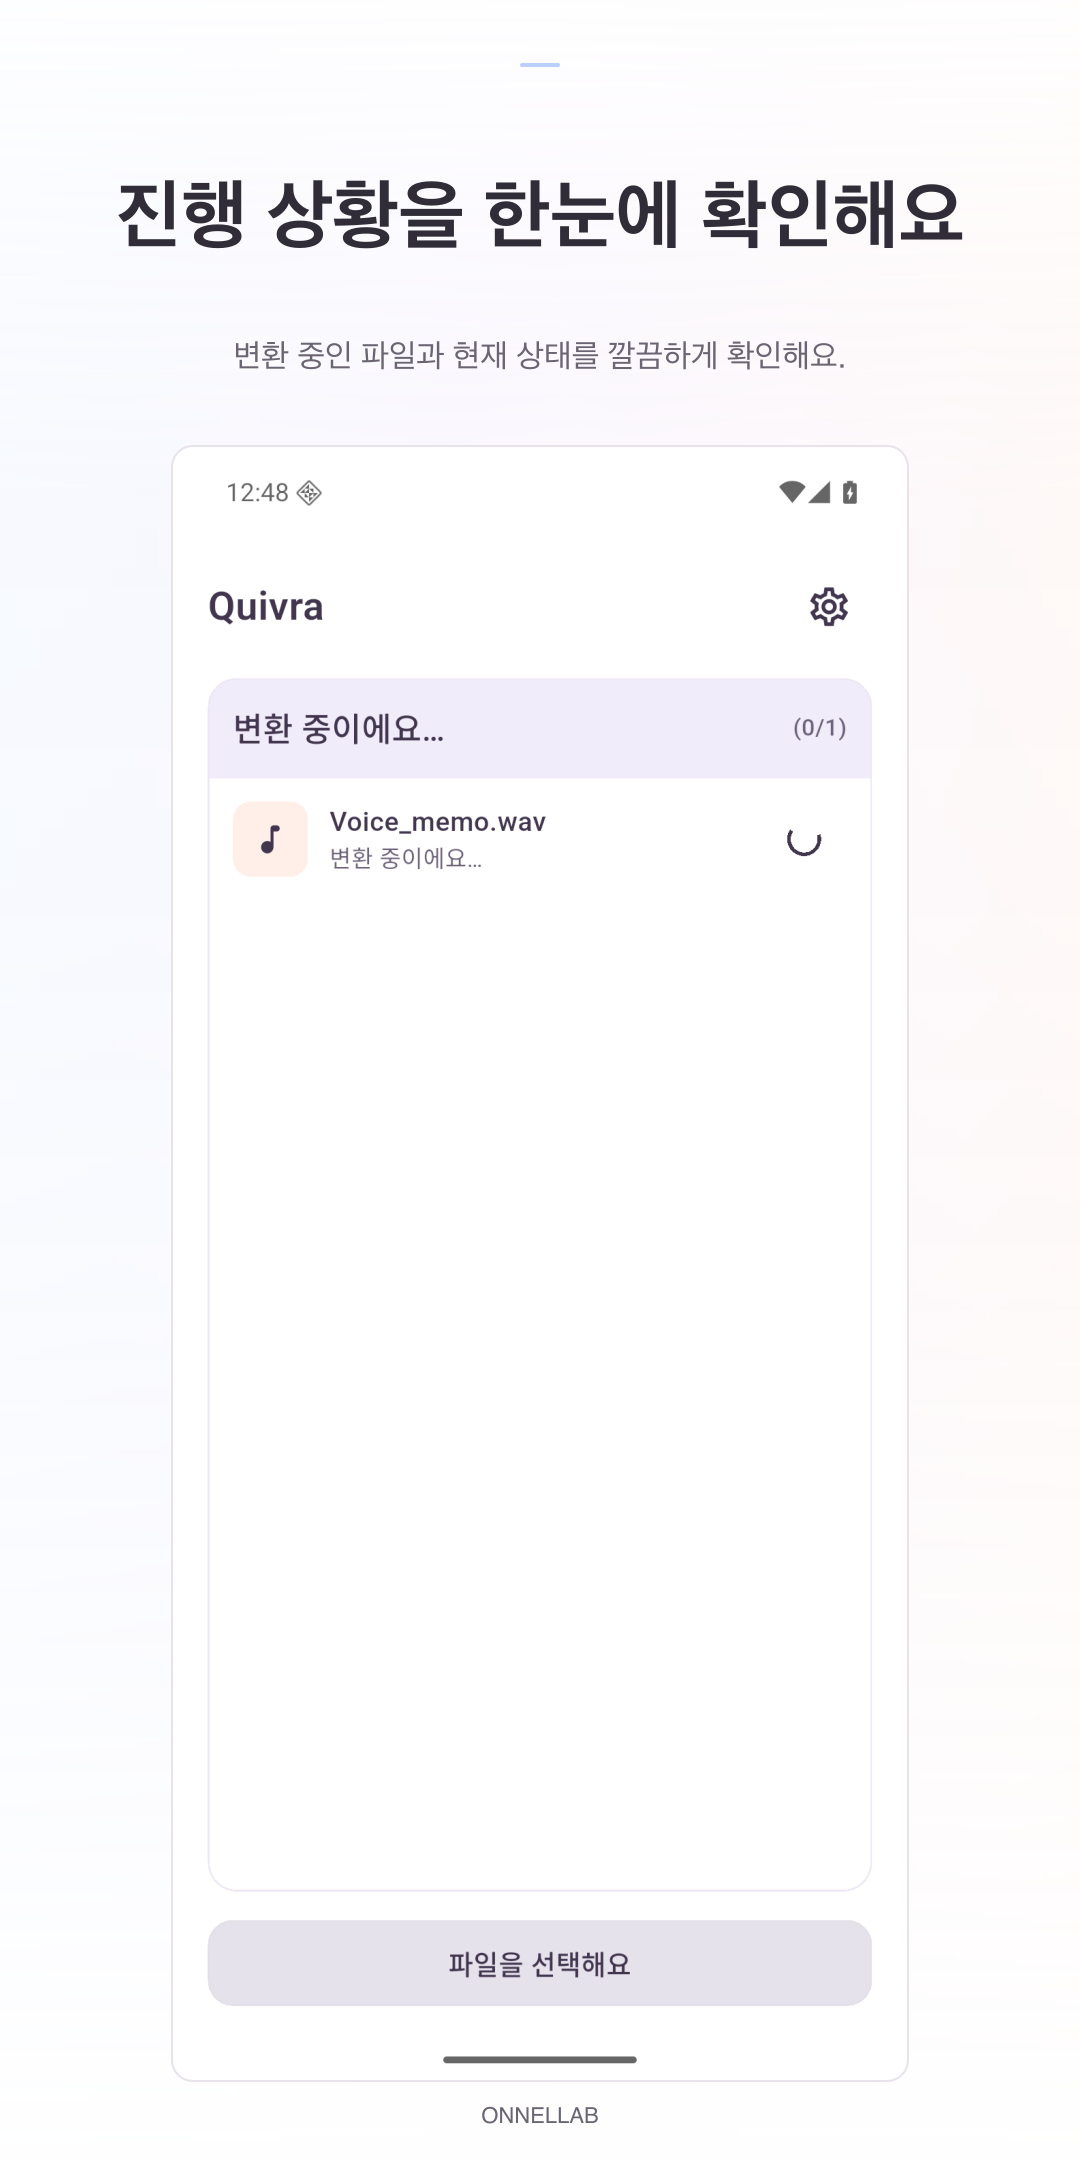 진행 상황을 한눈에 확인해요
변환 중인 파일과 현재 상태를 깔끔하게 확인해요.
12:48
Quivra
변환 중이에요... (0/1)
Voice_memo.wav
변환 중이에요...
파일을 선택해요
ONNELLAB